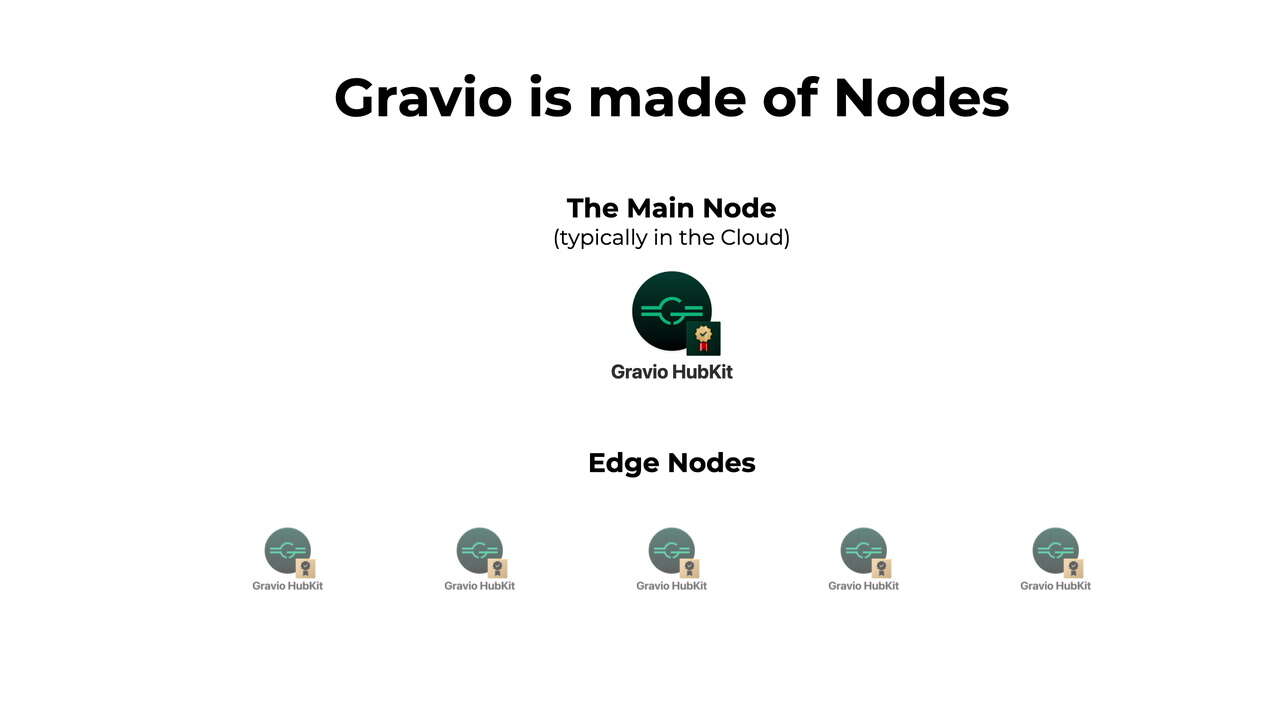 Gravio is made of Nodes
The Main Node
(typically in the Cloud)
Gravio HubKit
Edge Nodes
Gravio HubKit
Gravio HubKit
Gravio HubKit
Gravio HubKit
Gravio HubKit